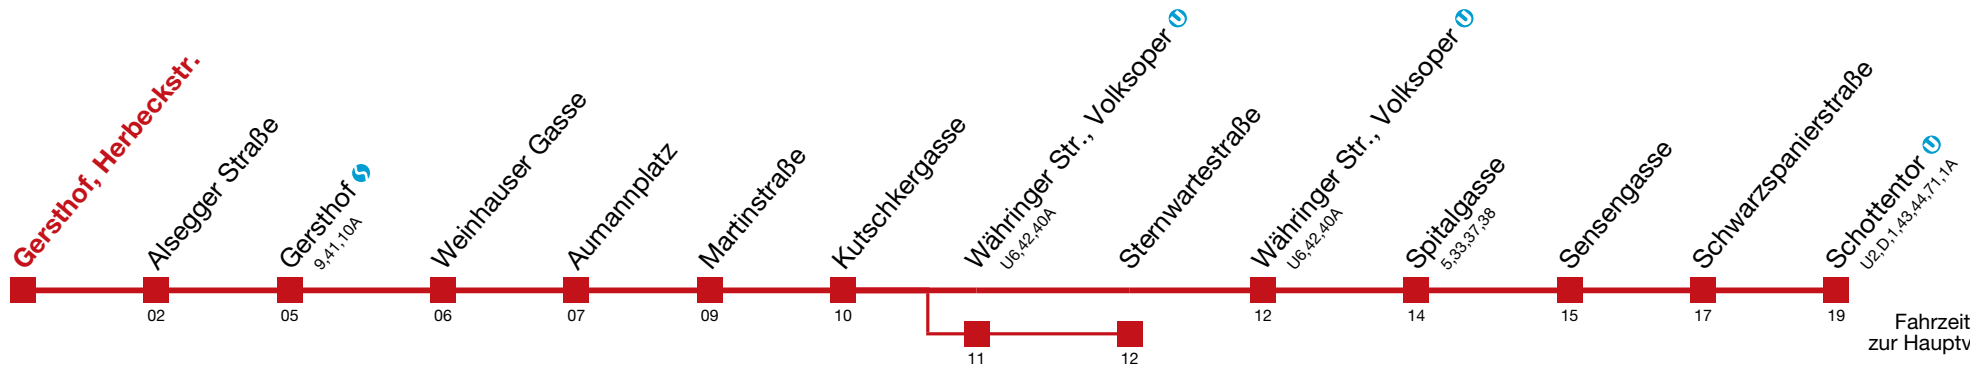 Gersthof, Herbeckstr.
Alsegger Straße
02
Gersthof
9,41,10A
05
Weinhauser Gasse
06
Aumannplatz
07
Martinstraße
09
Kutschkergasse
10
Währinger Str., Volksoper U
U6,42,40A
11
Sternwartestraße
12
Währinger Str., Volksoper U
U6,42,40A
12
Spitalgasse
5,33,37,38
14
Sensengasse
15
Schwarzspanierstraße
17
Schottentor U
U2,D,1,43,44,71,1A
19
Fahrzeit
zur Hauptv